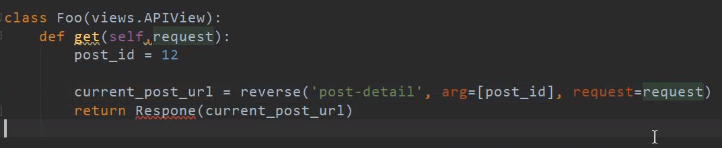 class Foo(views.APIView):
    def get(self,request):
        post_id = 12
        current_post_url = reverse('post-detail', arg=[post_id], request=request)
        return Respone(current_post_url)